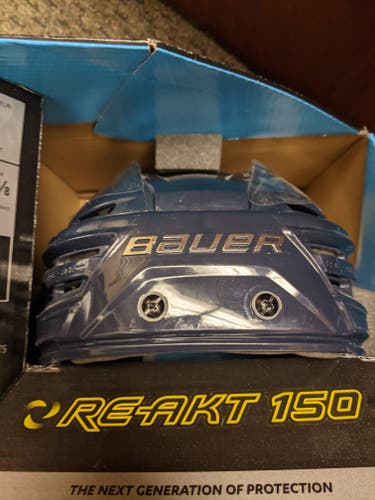 BAUER
RE-AKT 150
THE NEXT GENERATION OF PROTECTION